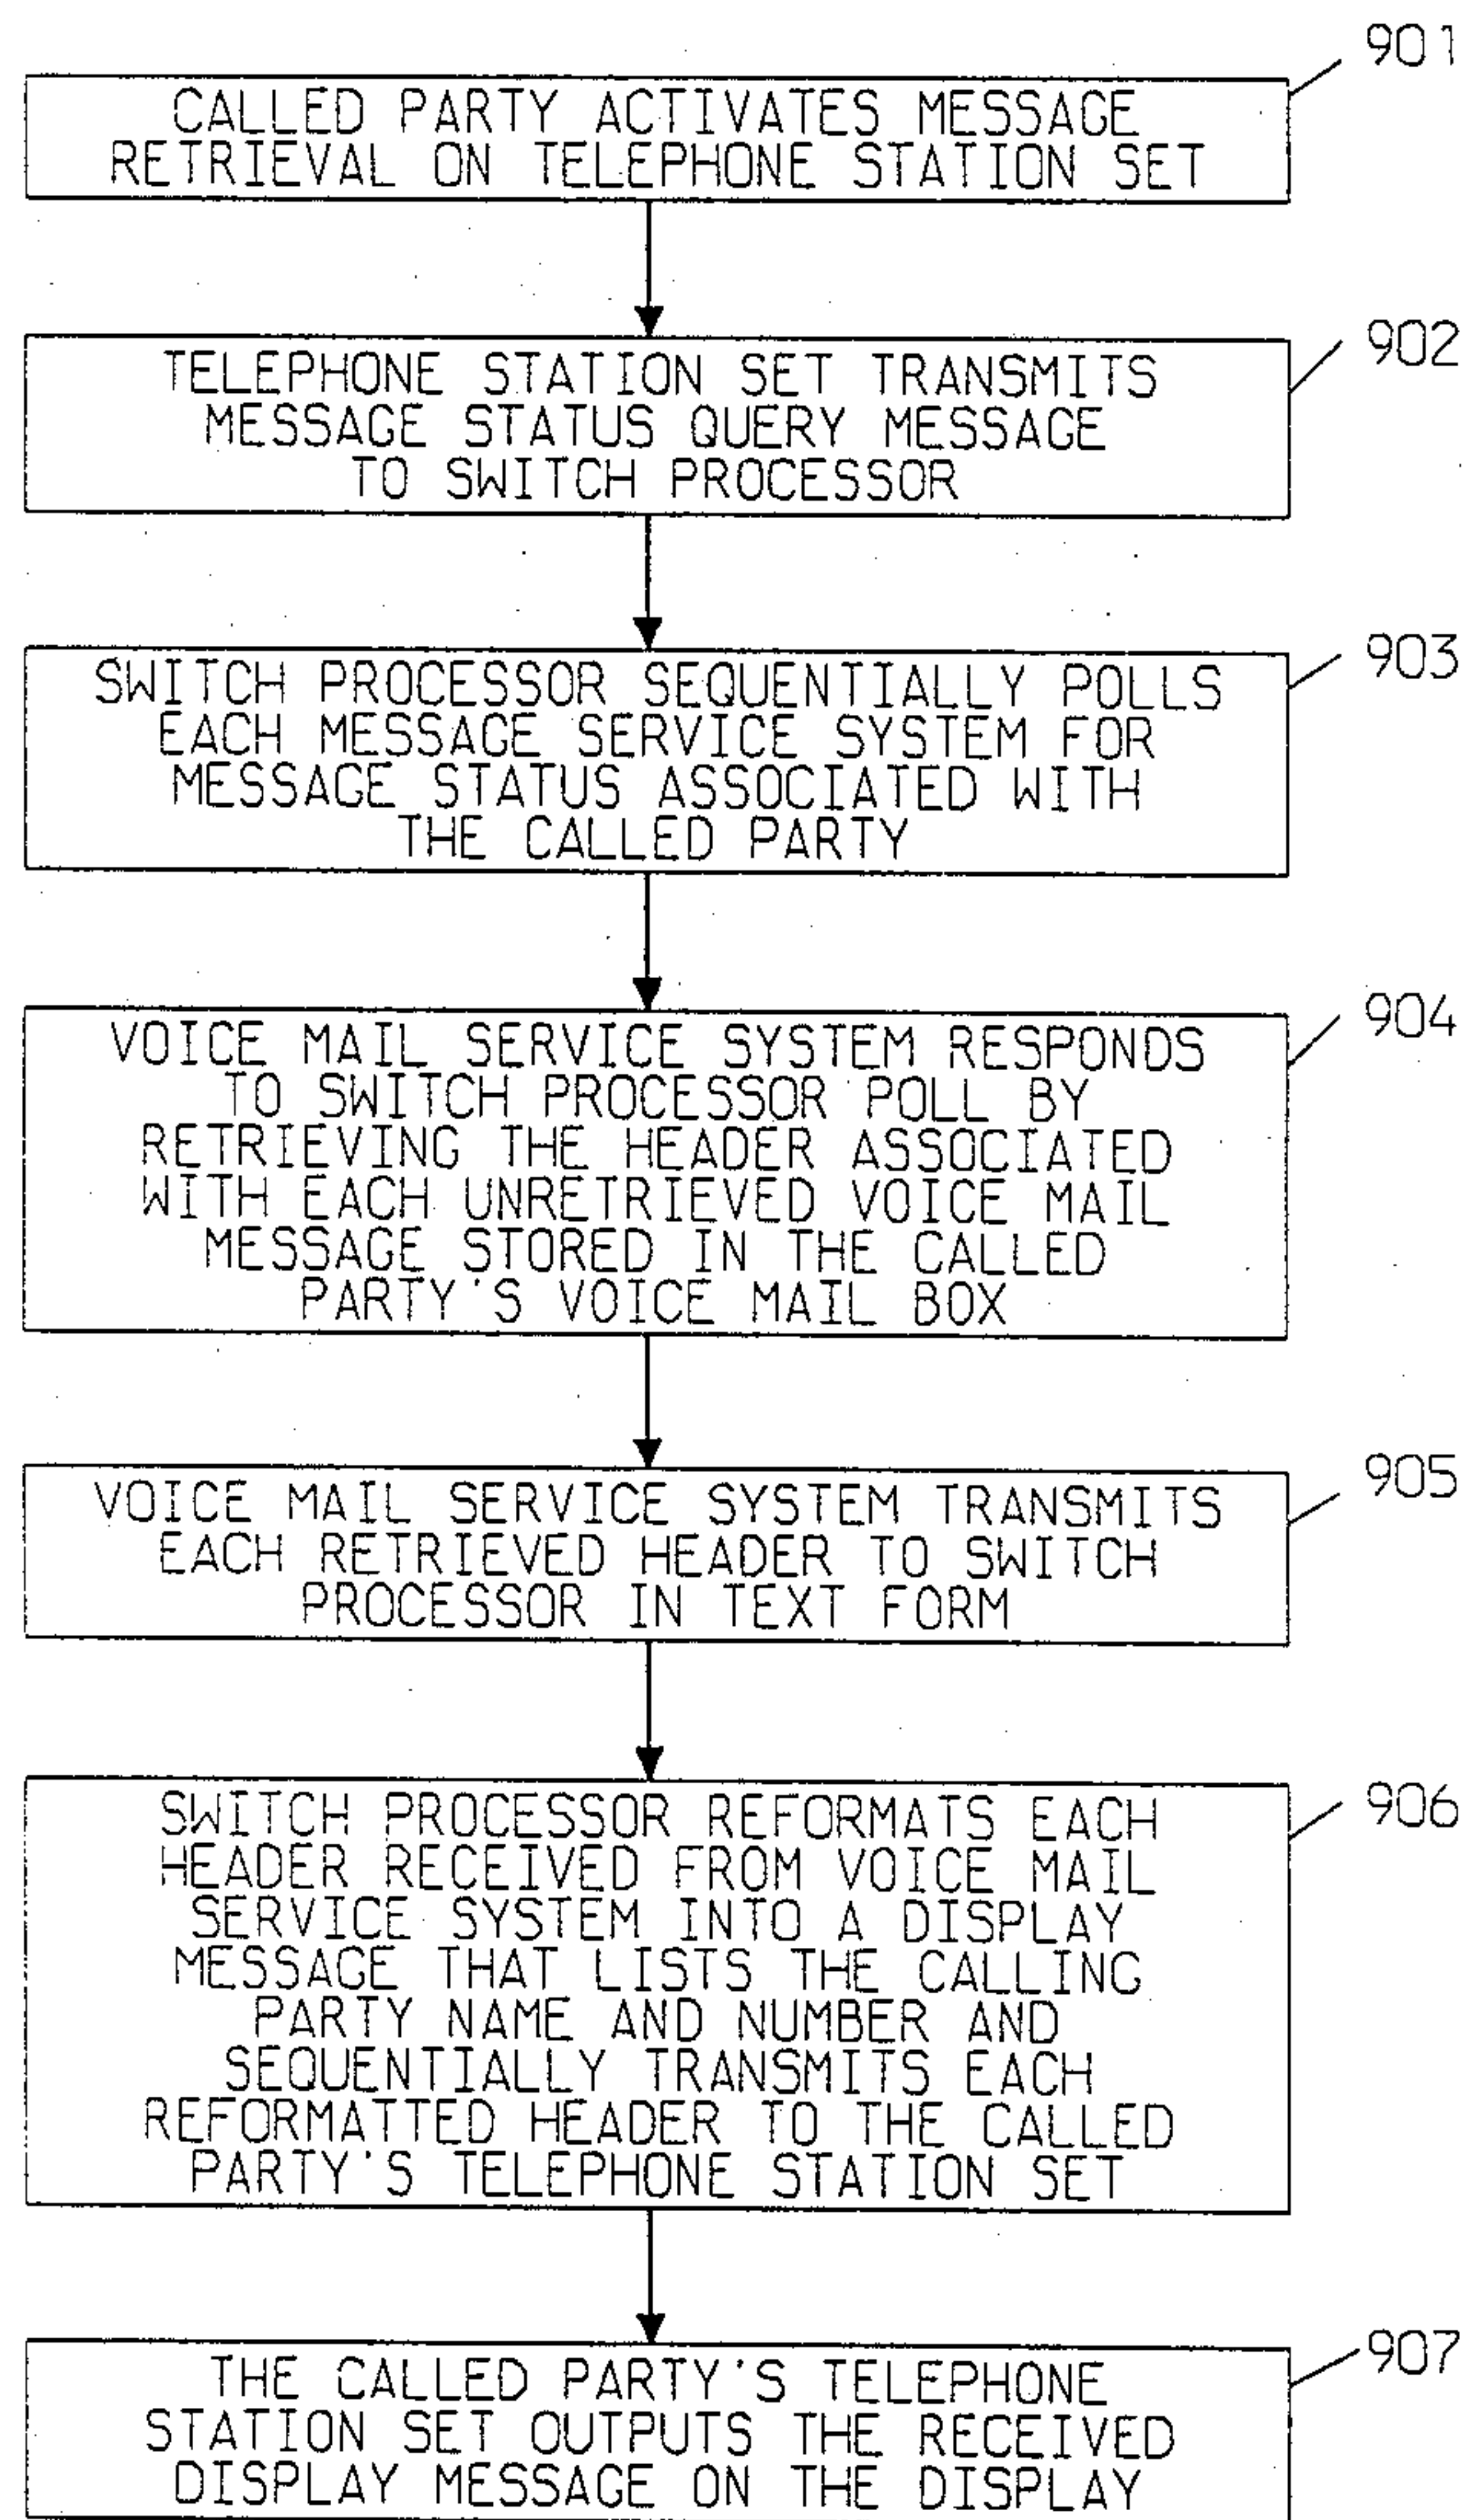 901
CALLED PARTY ACTIVATES MESSAGE
RETRIEVAL ON TELEPHONE STATION SET
902
TELEPHONE STATION SET TRANSMITS
MESSAGE STATUS QUERY MESSAGE
TO SWITCH PROCESSOR
903
SWITCH PROCESSOR SEQUENTIALLY POLLS
EACH MESSAGE SERVICE SYSTEM FOR
MESSAGE STATUS ASSOCIATED WITH
THE CALLED PARTY
904
VOICE MAIL SERVICE SYSTEM RESPONDS
TO SWITCH PROCESSOR POLL BY
RETRIEVING THE HEADER ASSOCIATED
WITH EACH UNRETRIEVED VOICE MAIL
MESSAGE STORED IN THE CALLED
PARTY'S VOICE MAIL BOX
905
VOICE MAIL SERVICE SYSTEM TRANSMITS
EACH RETRIEVED HEADER TO SWITCH
PROCESSOR IN TEXT FORM
906
SWITCH PROCESSOR REFORMATS EACH
HEADER RECEIVED FROM VOICE MAIL
SERVICE SYSTEM INTO A DISPLAY
MESSAGE THAT LISTS THE CALLING
PARTY NAME AND NUMBER AND
SEQUENTIALLY TRANSMITS EACH
REFORMATTED HEADER TO THE CALLED
PARTY'S TELEPHONE STATION SET
907
THE CALLED PARTY'S TELEPHONE
STATION SET OUTPUTS THE RECEIVED
DISPLAY MESSAGE ON THE DISPLAY